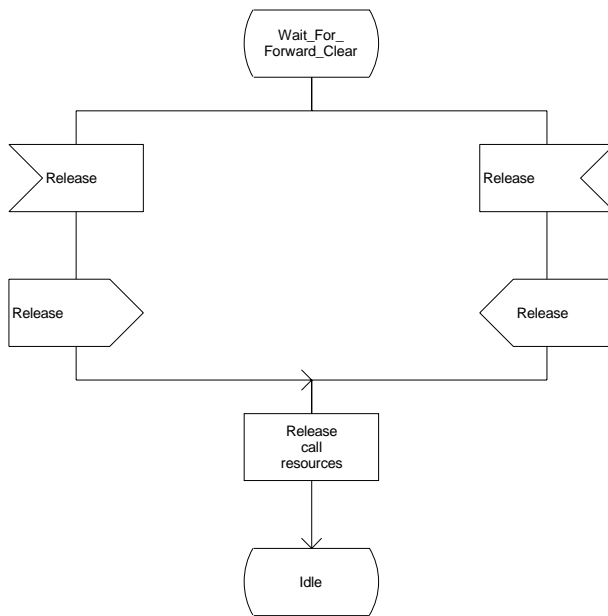 Wait_For_
Forward_Clear
Release
Release
Release
Release
Release
call
resources
Idle